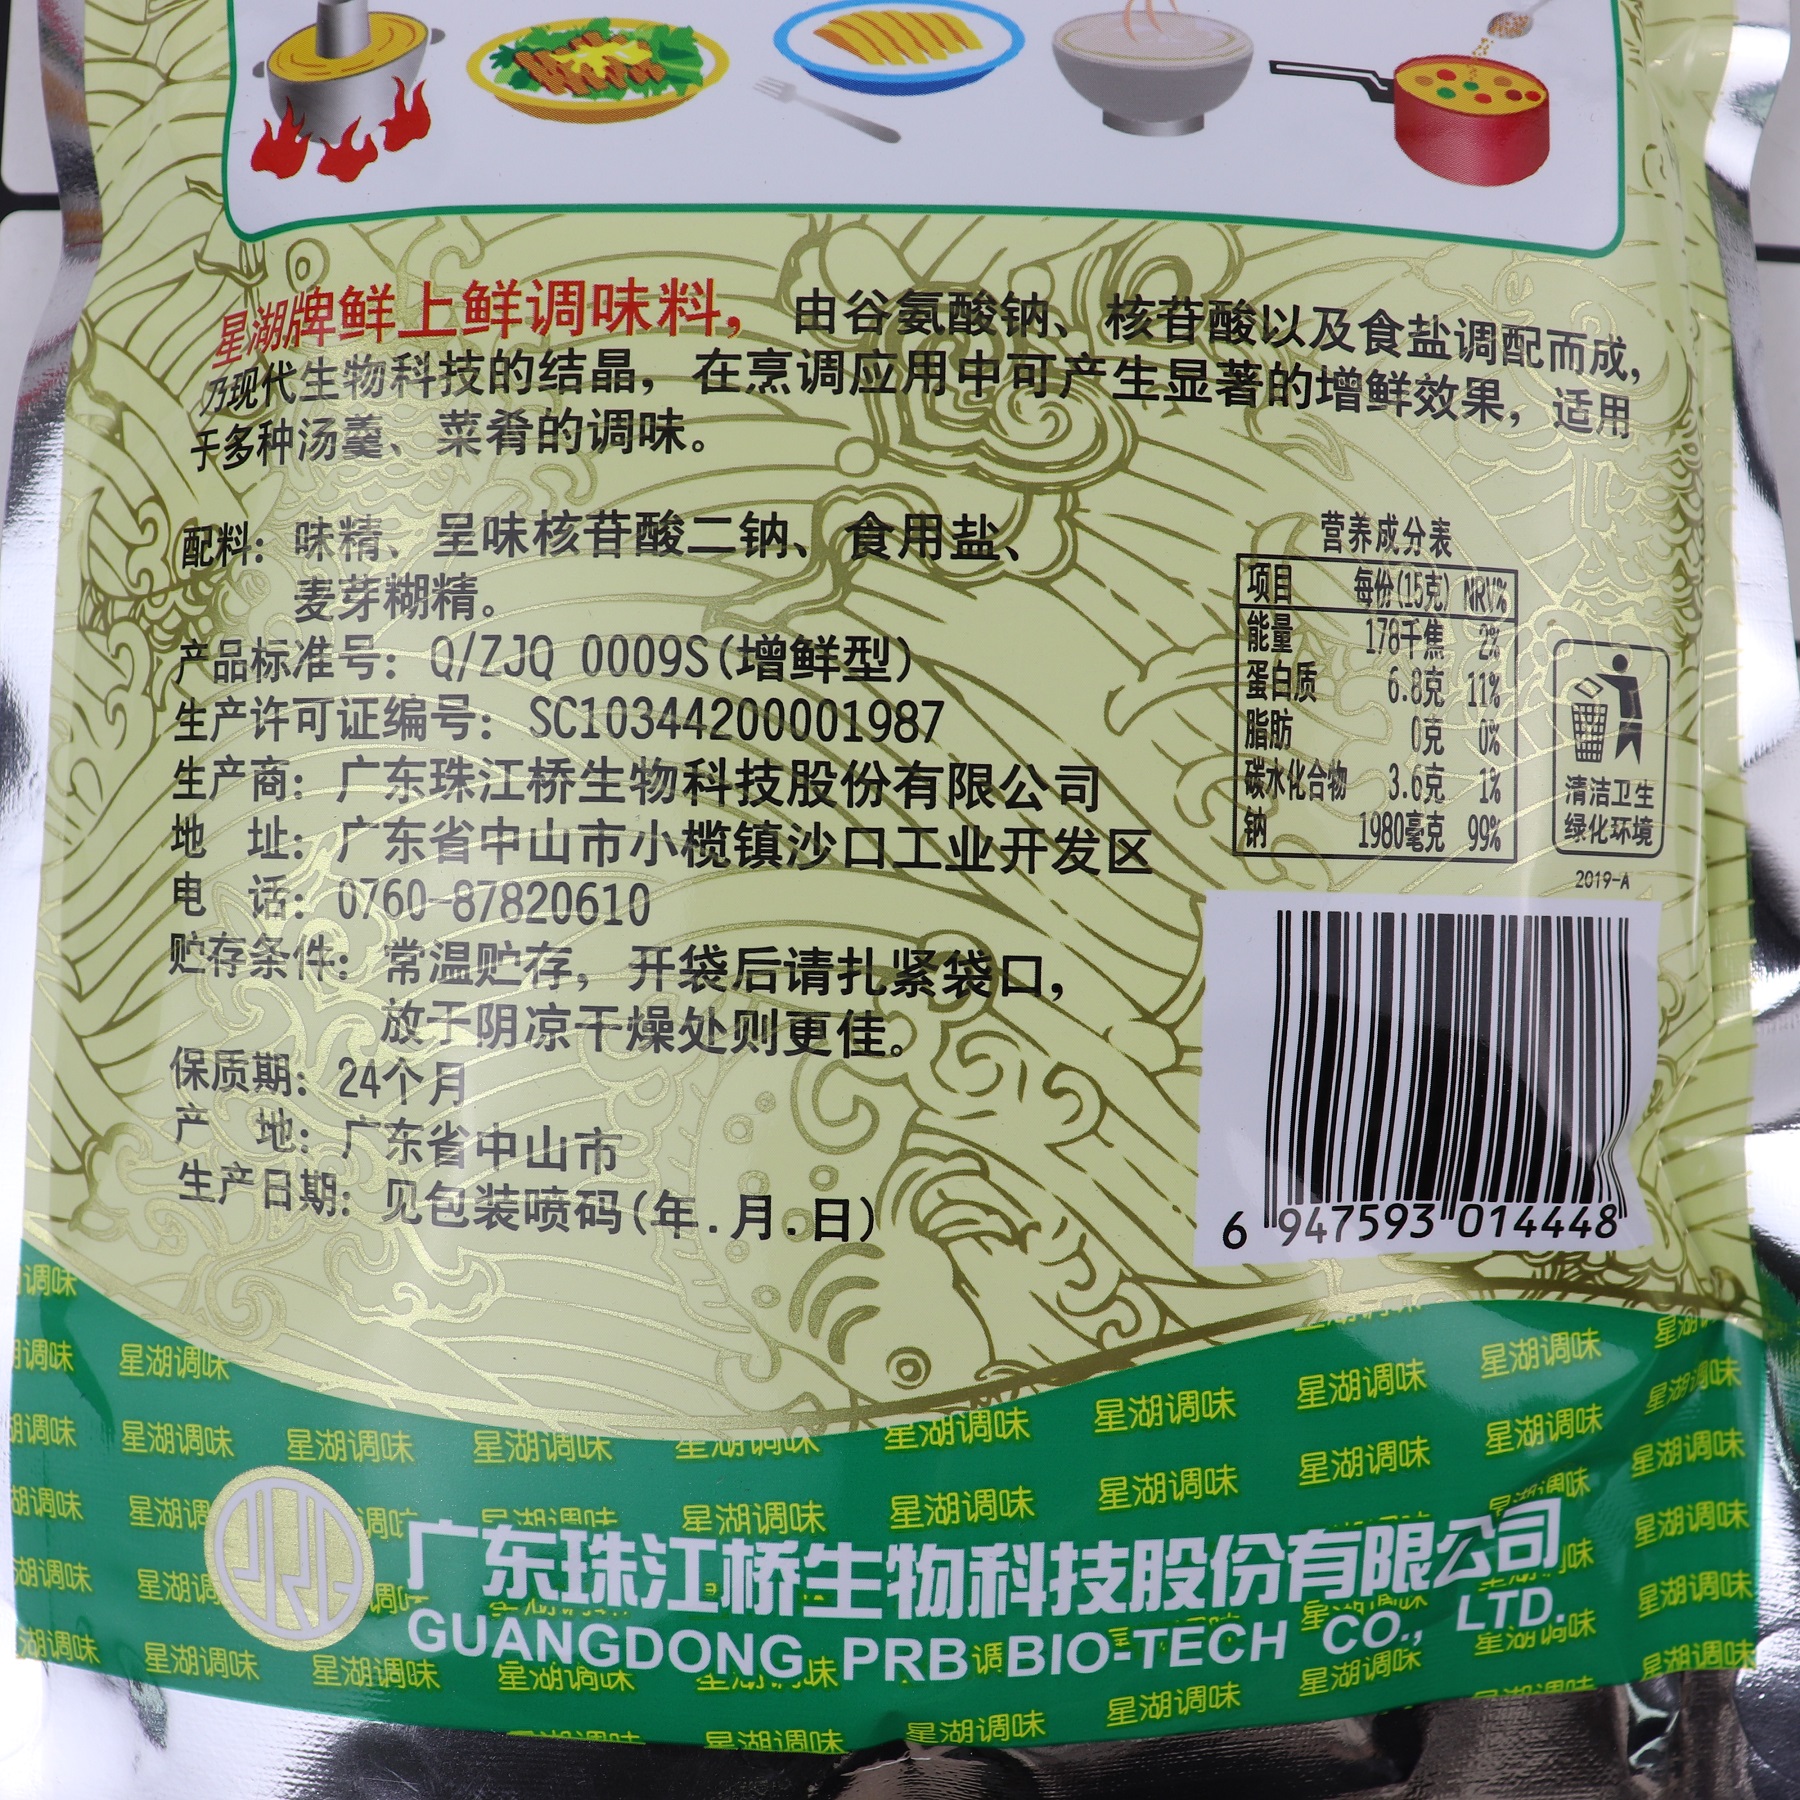 星湖牌鲜上鲜调味料，由谷氨酸钠、核苷酸以及食盐调配而成，
乃现代生物科技的结晶，在烹调应用中可产生显著的增鲜效果，适用
于多种汤羹、菜肴的调味。
配料：味精、呈味核苷酸二钠、食用盐、
麦芽糊精。
产品标准号：Q/ZJQ 0009S(增鲜型)
生产许可证编号：SC10344200001987
生产商：广东珠江桥生物科技股份有限公司
地 址：广东省中山市小榄镇沙口工业开发区
电 话：0760-87820610
贮存条件：常温贮存，开袋后请扎紧袋口，
放于阴凉干燥处则更佳。
保质期：24个月
产 地：广东省中山市
生产日期：见包装喷码(年.月.日)
营养成分表
项目 每份(15克) NRV%
能量 178千焦 2%
蛋白质 6.8克 11%
脂肪 0克 0%
碳水化合物 3.6克 1%
钠 1980毫克 99%
清洁卫生
绿化环境
2019-A
6 947593 014448
星湖调味
广东珠江桥生物科技股份有限公司
GUANGDONG PRB BIO-TECH CO., LTD.